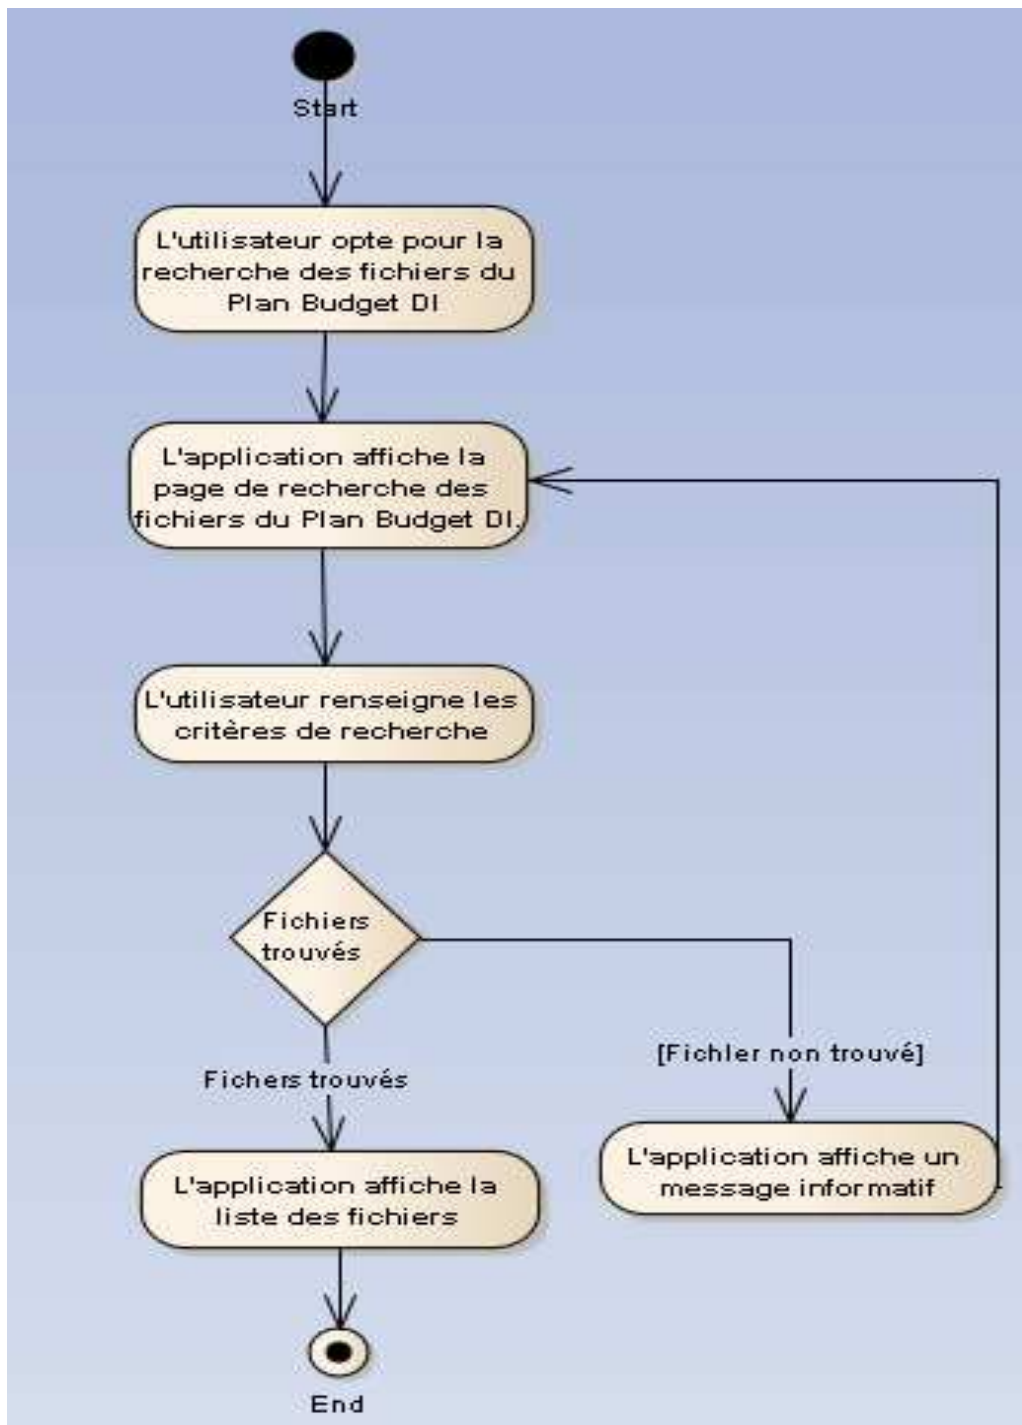 Start
L'utilisateur opte pour la
recherche des fichiers du
Plan Budget DI
L'application affiche la
page de recherche des
fichiers du Plan Budget DI.
L'utilisateur renseigne les
critères de recherche
Fichiers
trouvés
[Fichier non trouvé]
Fichers trouvés
L'application affiche un
message informatif
L'application affiche la
liste des fichiers
End